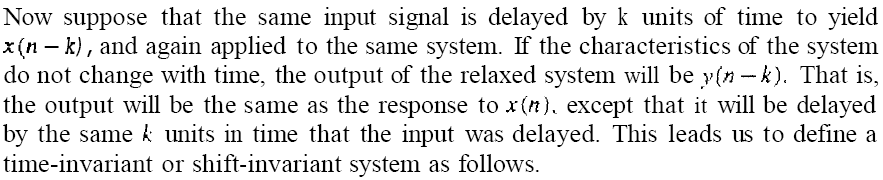 Now suppose that the same input signal is delayed by k units of time to yield
x(n − k), and again applied to the same system. If the characteristics of the system
do not change with time, the output of the relaxed system will be y(n − k). That is,
the output will be the same as the response to x(n), except that it will be delayed
by the same k units in time that the input was delayed. This leads us to define a
time-invariant or shift-invariant system as follows.